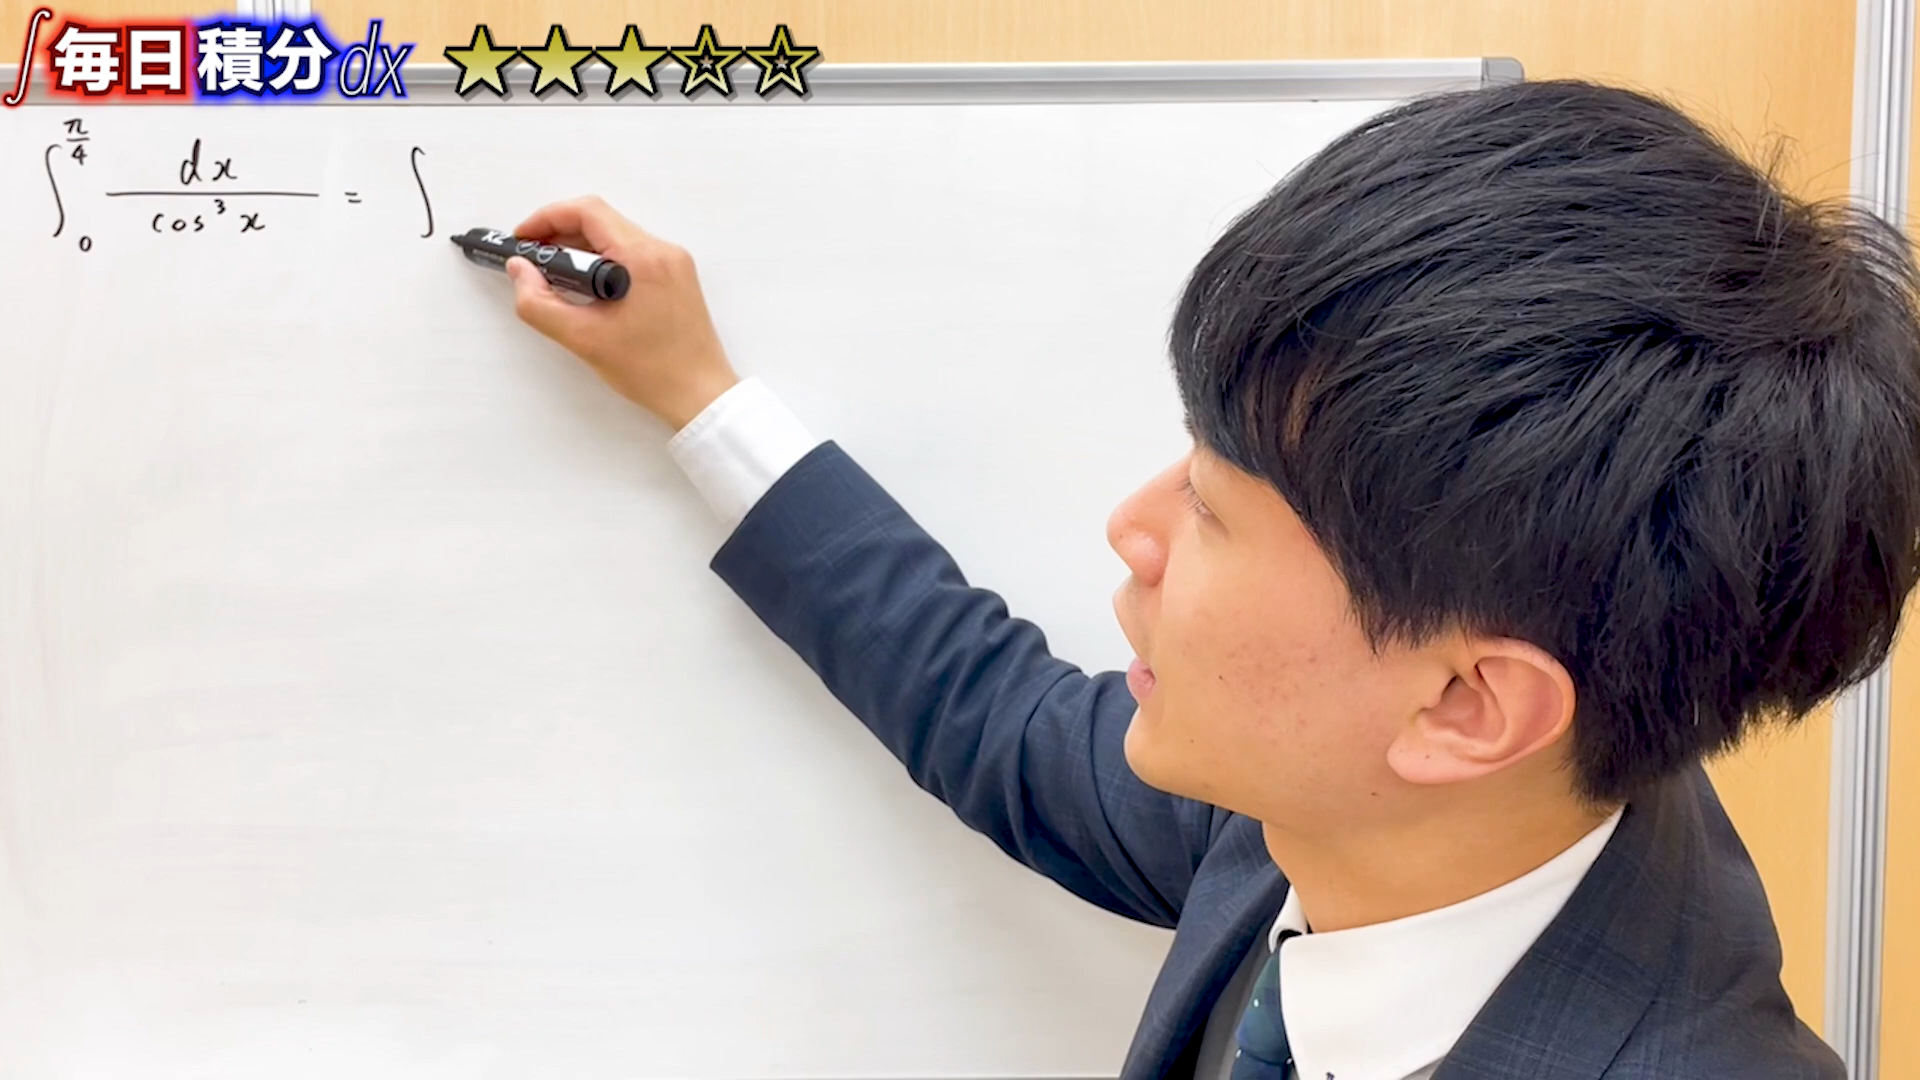 ∫毎日積分dx ★★★☆☆
∫_0^{π/4} dx/cos³x = ∫